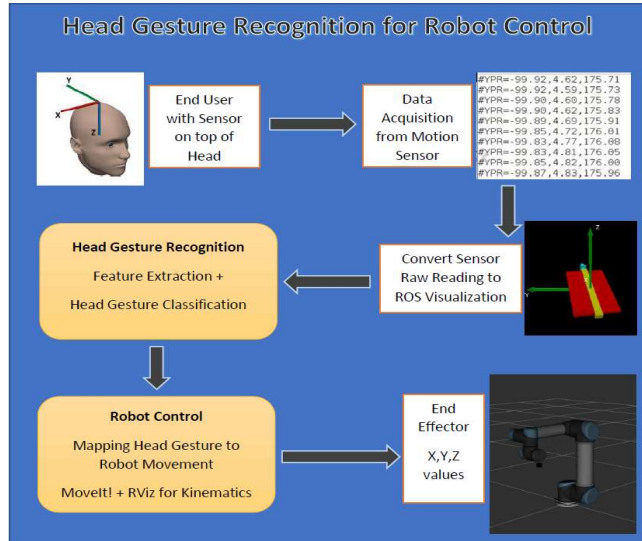 Head Gesture Recognition for Robot Control
Y
X
Z
End User
with Sensor
on top of
Head
Data
Acquisition
from Motion
Sensor
#YPR=-99.92,4.62,175.71
#YPR=-99.92,4.59,175.73
#YPR=-99.90,4.60,175.78
#YPR=-99.90,4.62,175.83
#YPR=-99.89,4.69,175.91
#YPR=-99.85,4.72,176.01
#YPR=-99.83,4.77,176.08
#YPR=-99.83,4.81,176.05
#YPR=-99.85,4.82,176.00
#YPR=-99.87,4.83,175.96
Convert Sensor
Raw Reading to
ROS Visualization
Z
Y
Head Gesture Recognition
Feature Extraction +
Head Gesture Classification
Robot Control
Mapping Head Gesture to
Robot Movement
MoveIt! + RViz for Kinematics
End
Effector
X,Y,Z
values